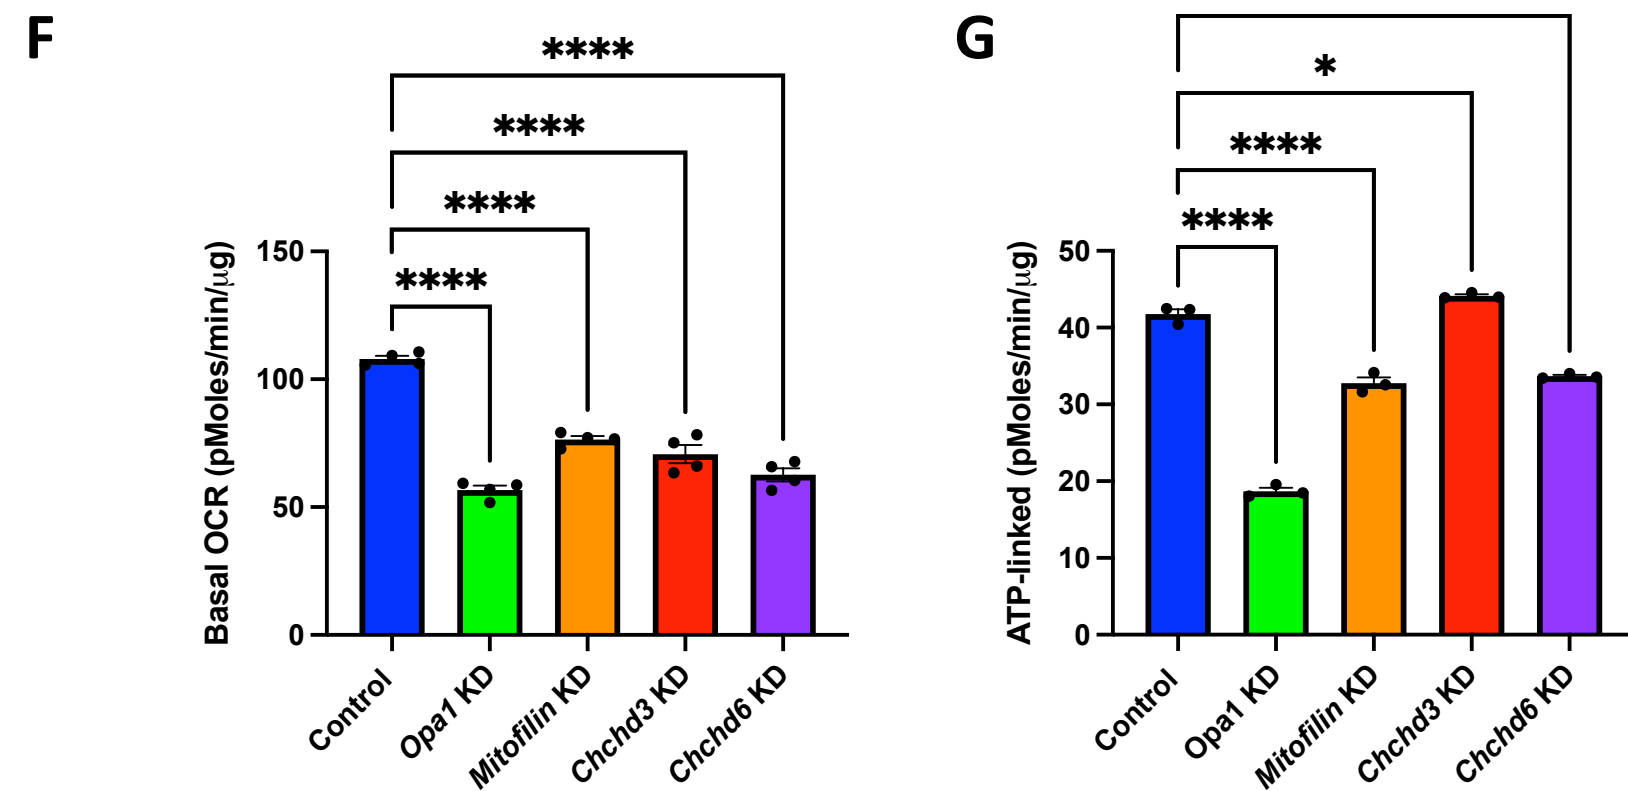 F
****
****
****
****
Basal OCR (pMoles/min/μg)
150
100
50
0
Control
Opa1 KD
Mitofilin KD
Chchd3 KD
Chchd6 KD
G
*
****
****
ATP-linked (pMoles/min/μg)
50
40
30
20
10
0
Control
Opa1 KD
Mitofilin KD
Chchd3 KD
Chchd6 KD